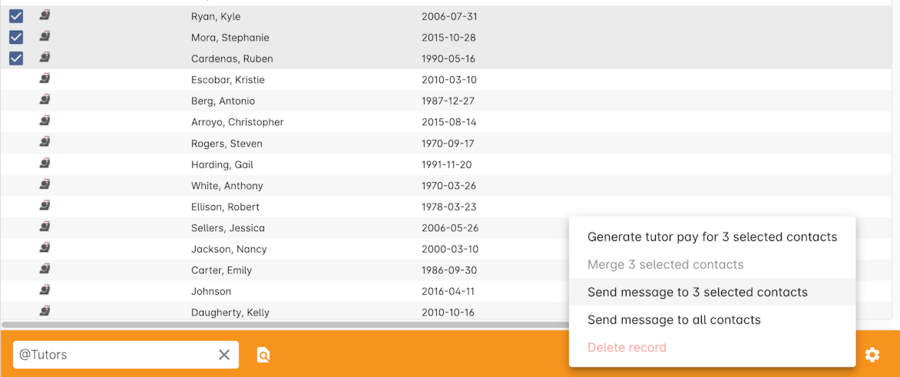 Ryan, Kyle 2006-07-31
Mora, Stephanie 2015-10-28
Cardenas, Ruben 1990-05-16
Escobar, Kristie 2010-03-10
Berg, Antonio 1987-12-27
Arroyo, Christopher 2015-08-14
Rogers, Steven 1970-09-17
Harding, Gail 1991-11-20
White, Anthony 1970-03-26
Ellison, Robert 1978-03-23
Sellers, Jessica 2006-05-26
Jackson, Nancy 2000-03-10
Carter, Emily 1986-09-30
Johnson 2016-04-11
Daugherty, Kelly 2010-10-16
Generate tutor pay for 3 selected contacts
Merge 3 selected contacts
Send message to 3 selected contacts
Send message to all contacts
Delete record
@Tutors